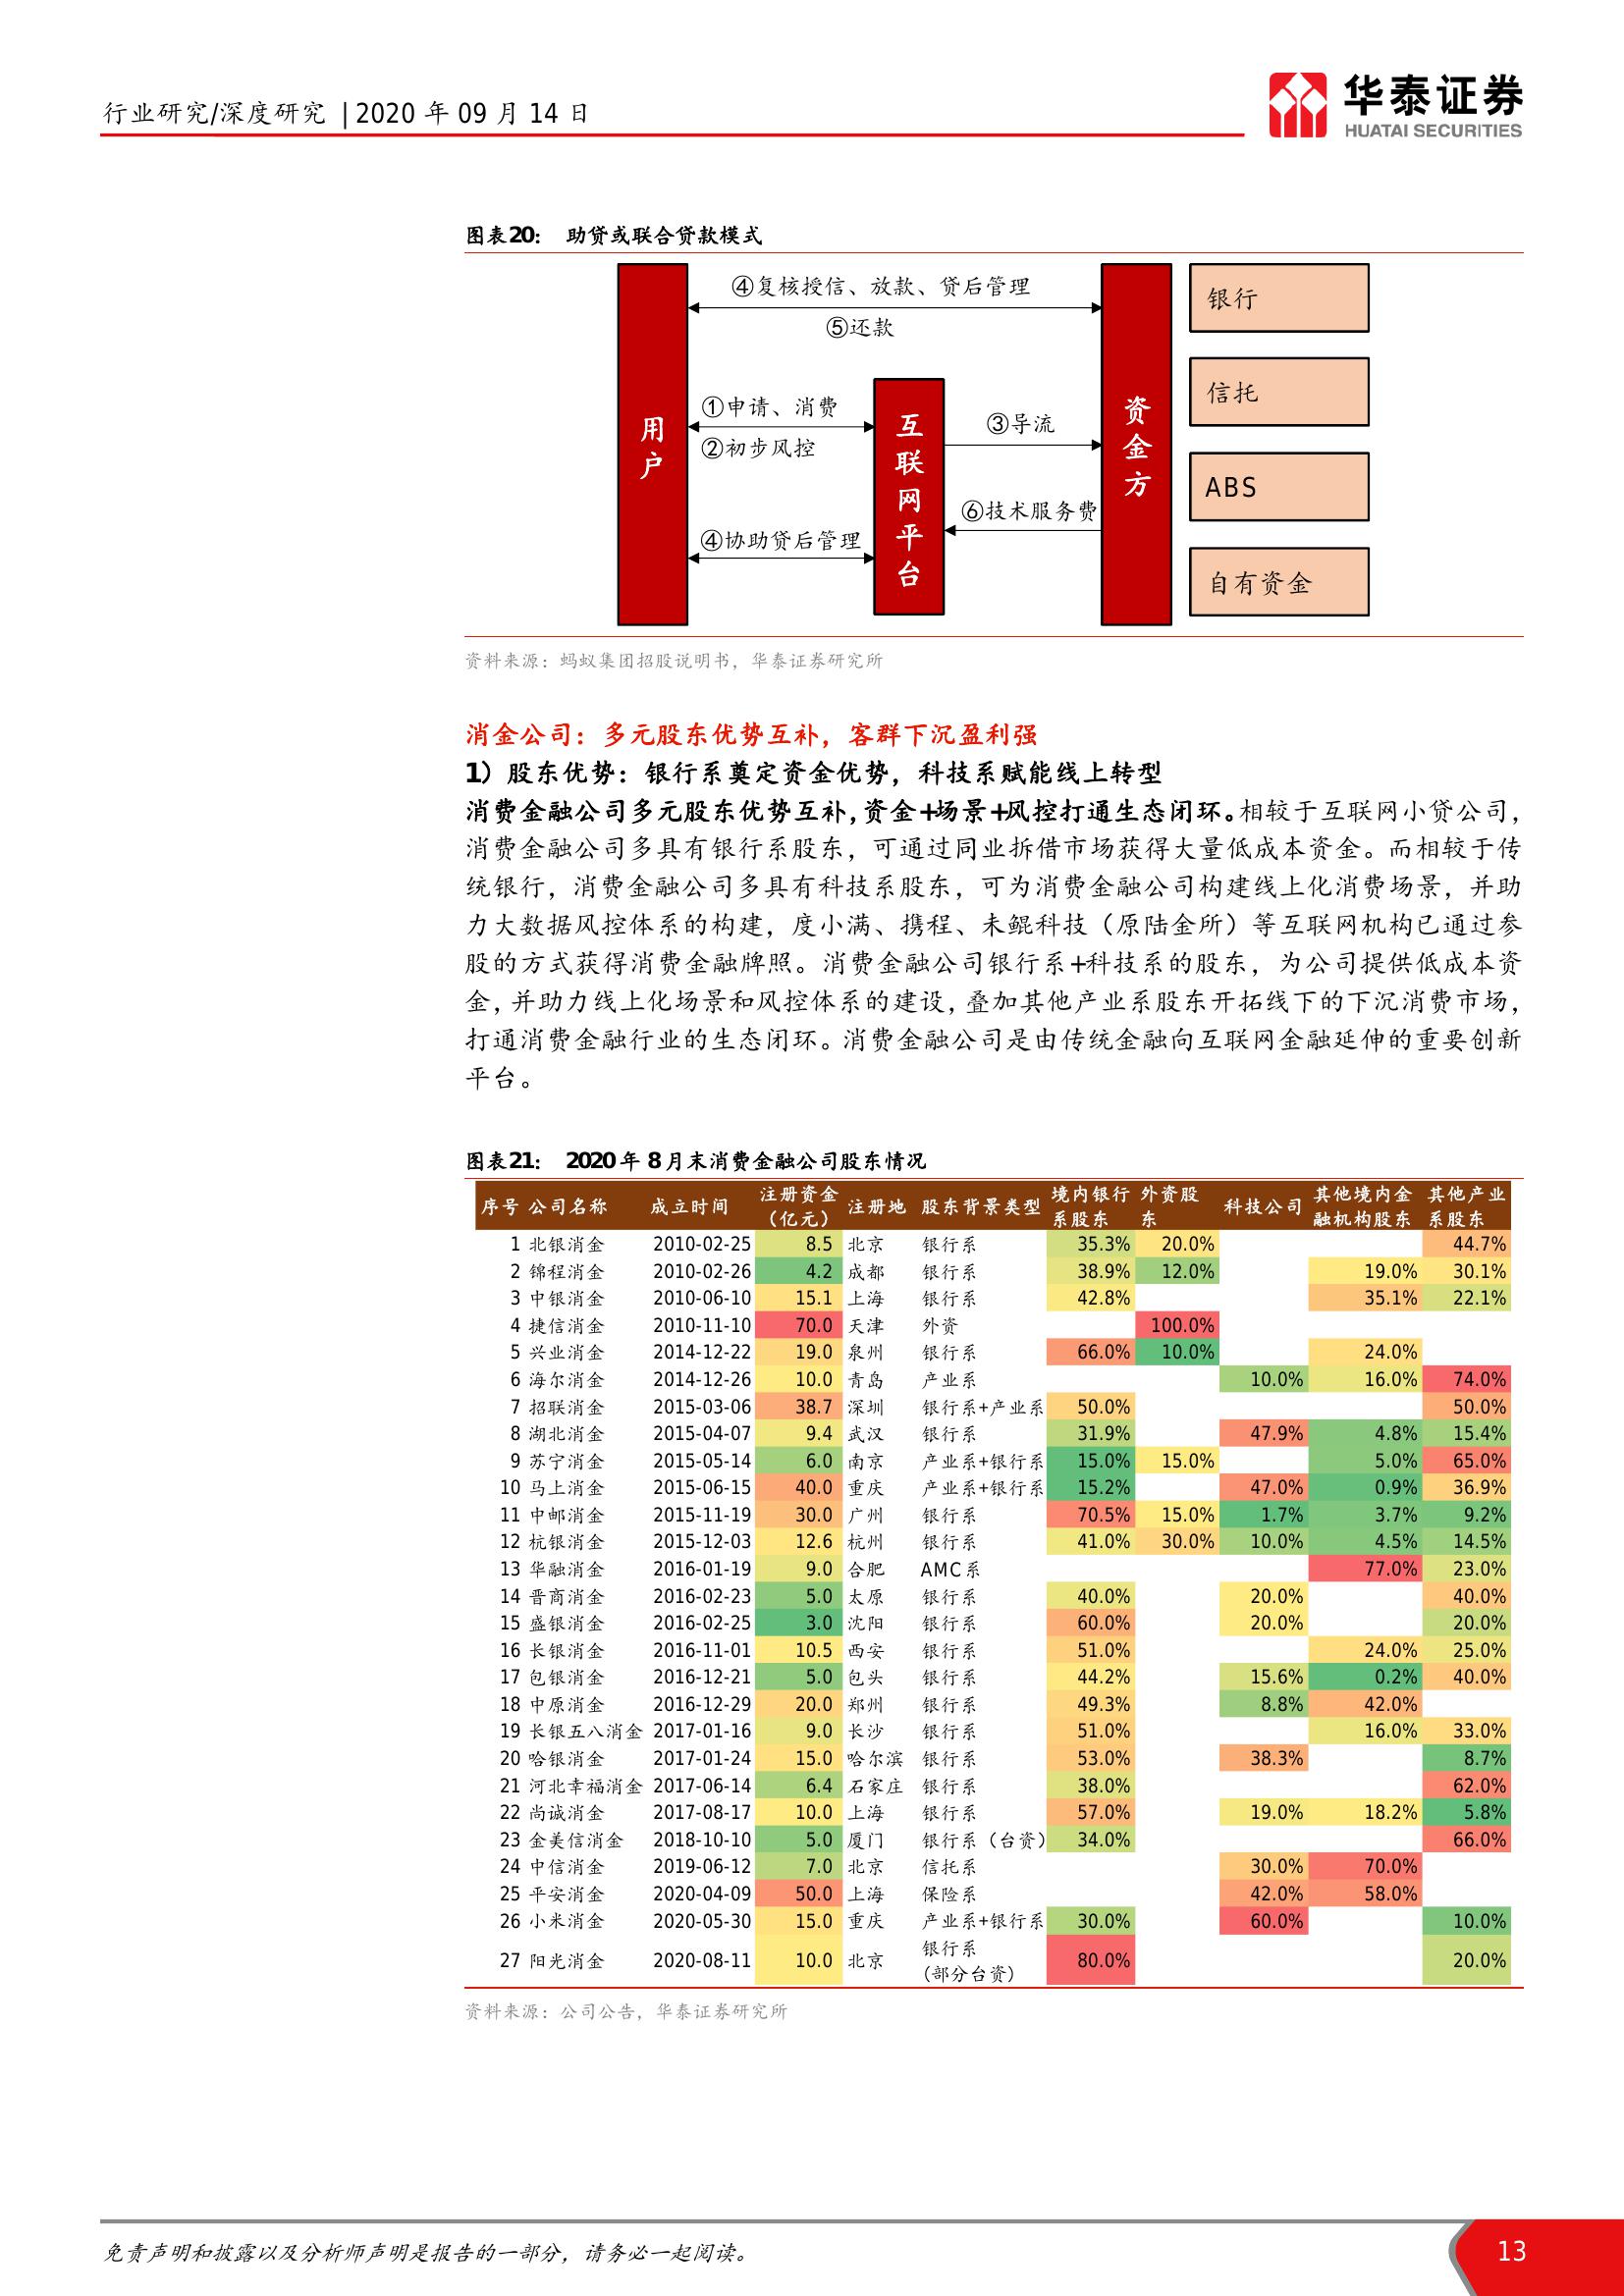 行业研究/深度研究 | 2020 年 09 月 14 日
华泰证券
HUATAI SECURITIES
图表20： 助贷或联合贷款模式
④复核授信、放款、贷后管理
⑤还款
①申请、消费
②初步风控
③导流
⑥技术服务费
④协助贷后管理
用户
互联网平台
资金方
银行
信托
ABS
自有资金
资料来源：蚂蚁集团招股说明书，华泰证券研究所
消金公司：多元股东优势互补，客群下沉盈利强
1）股东优势：银行系奠定资金优势，科技系赋能线上转型
消费金融公司多元股东优势互补，资金+场景+风控打通生态闭环。相较于互联网小贷公司，
消费金融公司多具有银行系股东，可通过同业拆借市场获得大量低成本资金。而相较于传
统银行，消费金融公司多具有科技系股东，可为消费金融公司构建线上化消费场景，并助
力大数据风控体系的构建，度小满、携程、未鲲科技（原陆金所）等互联网机构已通过参
股的方式获得消费金融牌照。消费金融公司银行系+科技系的股东，为公司提供低成本资
金，并助力线上化场景和风控体系的建设，叠加其他产业系股东开拓线下的下沉消费市场，
打通消费金融行业的生态闭环。消费金融公司是由传统金融向互联网金融延伸的重要创新
平台。
图表21： 2020 年 8 月末消费金融公司股东情况
序号 公司名称 成立时间 注册资金（亿元） 注册地 股东背景类型 境内银行系股东 外资股东 科技公司 其他境内金融机构股东 其他产业系股东
1 北银消金 2010-02-25 8.5 北京 银行系 35.3% 20.0% 44.7%
2 锦程消金 2010-02-26 4.2 成都 银行系 38.9% 12.0% 19.0% 30.1%
3 中银消金 2010-06-10 15.1 上海 银行系 42.8% 35.1% 22.1%
4 捷信消金 2010-11-10 70.0 天津 外资 100.0%
5 兴业消金 2014-12-22 19.0 泉州 银行系 66.0% 10.0% 24.0%
6 海尔消金 2014-12-26 10.0 青岛 产业系 10.0% 16.0% 74.0%
7 招联消金 2015-03-06 38.7 深圳 银行系+产业系 50.0% 50.0%
8 湖北消金 2015-04-07 9.4 武汉 银行系 31.9% 47.9% 4.8% 15.4%
9 苏宁消金 2015-05-14 6.0 南京 产业系+银行系 15.0% 15.0% 5.0% 65.0%
10 马上消金 2015-06-15 40.0 重庆 产业系+银行系 15.2% 47.0% 0.9% 36.9%
11 中邮消金 2015-11-19 30.0 广州 银行系 70.5% 15.0% 1.7% 3.7% 9.2%
12 杭银消金 2015-12-03 12.6 杭州 银行系 41.0% 30.0% 10.0% 4.5% 14.5%
13 华融消金 2016-01-19 9.0 合肥 AMC系 77.0% 23.0%
14 晋商消金 2016-02-23 5.0 太原 银行系 40.0% 20.0% 40.0%
15 盛银消金 2016-02-25 3.0 沈阳 银行系 60.0% 20.0% 20.0%
16 长银消金 2016-11-01 10.5 西安 银行系 51.0% 24.0% 25.0%
17 包银消金 2016-12-21 5.0 包头 银行系 44.2% 15.6% 0.2% 40.0%
18 中原消金 2016-12-29 20.0 郑州 银行系 49.3% 8.8% 42.0%
19 长银五八消金 2017-01-16 9.0 长沙 银行系 51.0% 16.0% 33.0%
20 哈银消金 2017-01-24 15.0 哈尔滨 银行系 53.0% 38.3% 8.7%
21 河北幸福消金 2017-06-14 6.4 石家庄 银行系 38.0% 62.0%
22 尚诚消金 2017-08-17 10.0 上海 银行系 57.0% 19.0% 18.2% 5.8%
23 金美信消金 2018-10-10 5.0 厦门 银行系（台资） 34.0% 66.0%
24 中信消金 2019-06-12 7.0 北京 信托系 30.0% 70.0%
25 平安消金 2020-04-09 50.0 上海 保险系 42.0% 58.0%
26 小米消金 2020-05-30 15.0 重庆 产业系+银行系 30.0% 60.0% 10.0%
27 阳光消金 2020-08-11 10.0 北京 银行系（部分台资） 80.0% 20.0%
资料来源：公司公告，华泰证券研究所
免责声明和披露以及分析师声明是报告的一部分，请务必一起阅读。
13